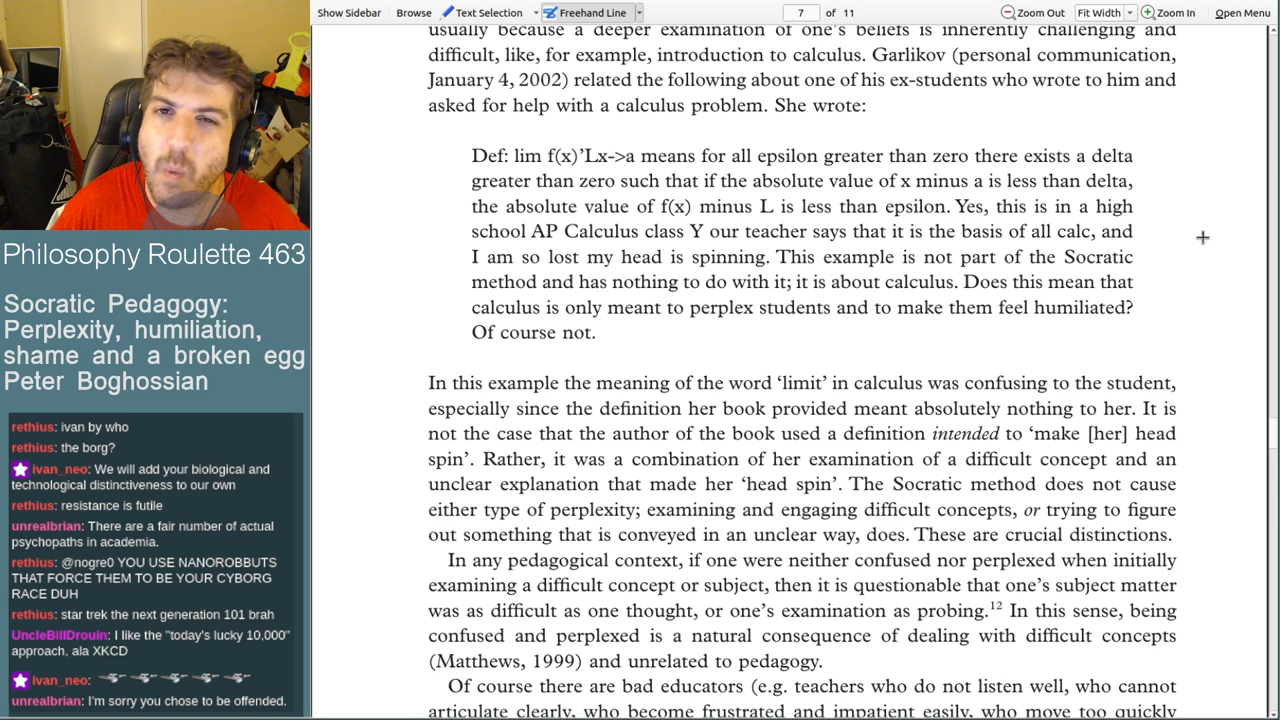 Show Sidebar Browse Text Selection Freehand Line 7 of 11 Zoom Out Fit Width Zoom In Open Menu
usually because a deeper examination of one's beliefs is inherently challenging and
difficult, like, for example, introduction to calculus. Garlikov (personal communication,
January 4, 2002) related the following about one of his ex-students who wrote to him and
asked for help with a calculus problem. She wrote:
Def: lim f(x)'Lx->a means for all epsilon greater than zero there exists a delta
greater than zero such that if the absolute value of x minus a is less than delta,
the absolute value of f(x) minus L is less than epsilon. Yes, this is in a high
school AP Calculus class Y our teacher says that it is the basis of all calc, and
I am so lost my head is spinning. This example is not part of the Socratic
method and has nothing to do with it; it is about calculus. Does this mean that
calculus is only meant to perplex students and to make them feel humiliated?
Of course not.
In this example the meaning of the word 'limit' in calculus was confusing to the student,
especially since the definition her book provided meant absolutely nothing to her. It is
not the case that the author of the book used a definition intended to 'make [her] head
spin'. Rather, it was a combination of her examination of a difficult concept and an
unclear explanation that made her 'head spin'. The Socratic method does not cause
either type of perplexity; examining and engaging difficult concepts, or trying to figure
out something that is conveyed in an unclear way, does. These are crucial distinctions.
In any pedagogical context, if one were neither confused nor perplexed when initially
examining a difficult concept or subject, then it is questionable that one's subject matter
was as difficult as one thought, or one's examination as probing.12 In this sense, being
confused and perplexed is a natural consequence of dealing with difficult concepts
(Matthews, 1999) and unrelated to pedagogy.
Of course there are bad educators (e.g. teachers who do not listen well, who cannot
articulate clearly, who become frustrated and impatient easily, who move too quickly
Philosophy Roulette 463
Socratic Pedagogy:
Perplexity, humiliation,
shame and a broken egg
Peter Boghossian
rethius: ivan by who
rethius: the borg?
ivan_neo: We will add your biological and
technological distinctiveness to our own
rethius: resistance is futile
unrealbrian: There are a fair number of actual
psychopaths in academia.
rethius: @nogre0 YOU USE NANOROBBUTS
THAT FORCE THEM TO BE YOUR CYBORG
RACE DUH
rethius: star trek the next generation 101 brah
UncleBillDrouin: I like the "today's lucky 10,000"
approach, ala XKCD
ivan_neo:
unrealbrian: I'm sorry you chose to be offended.